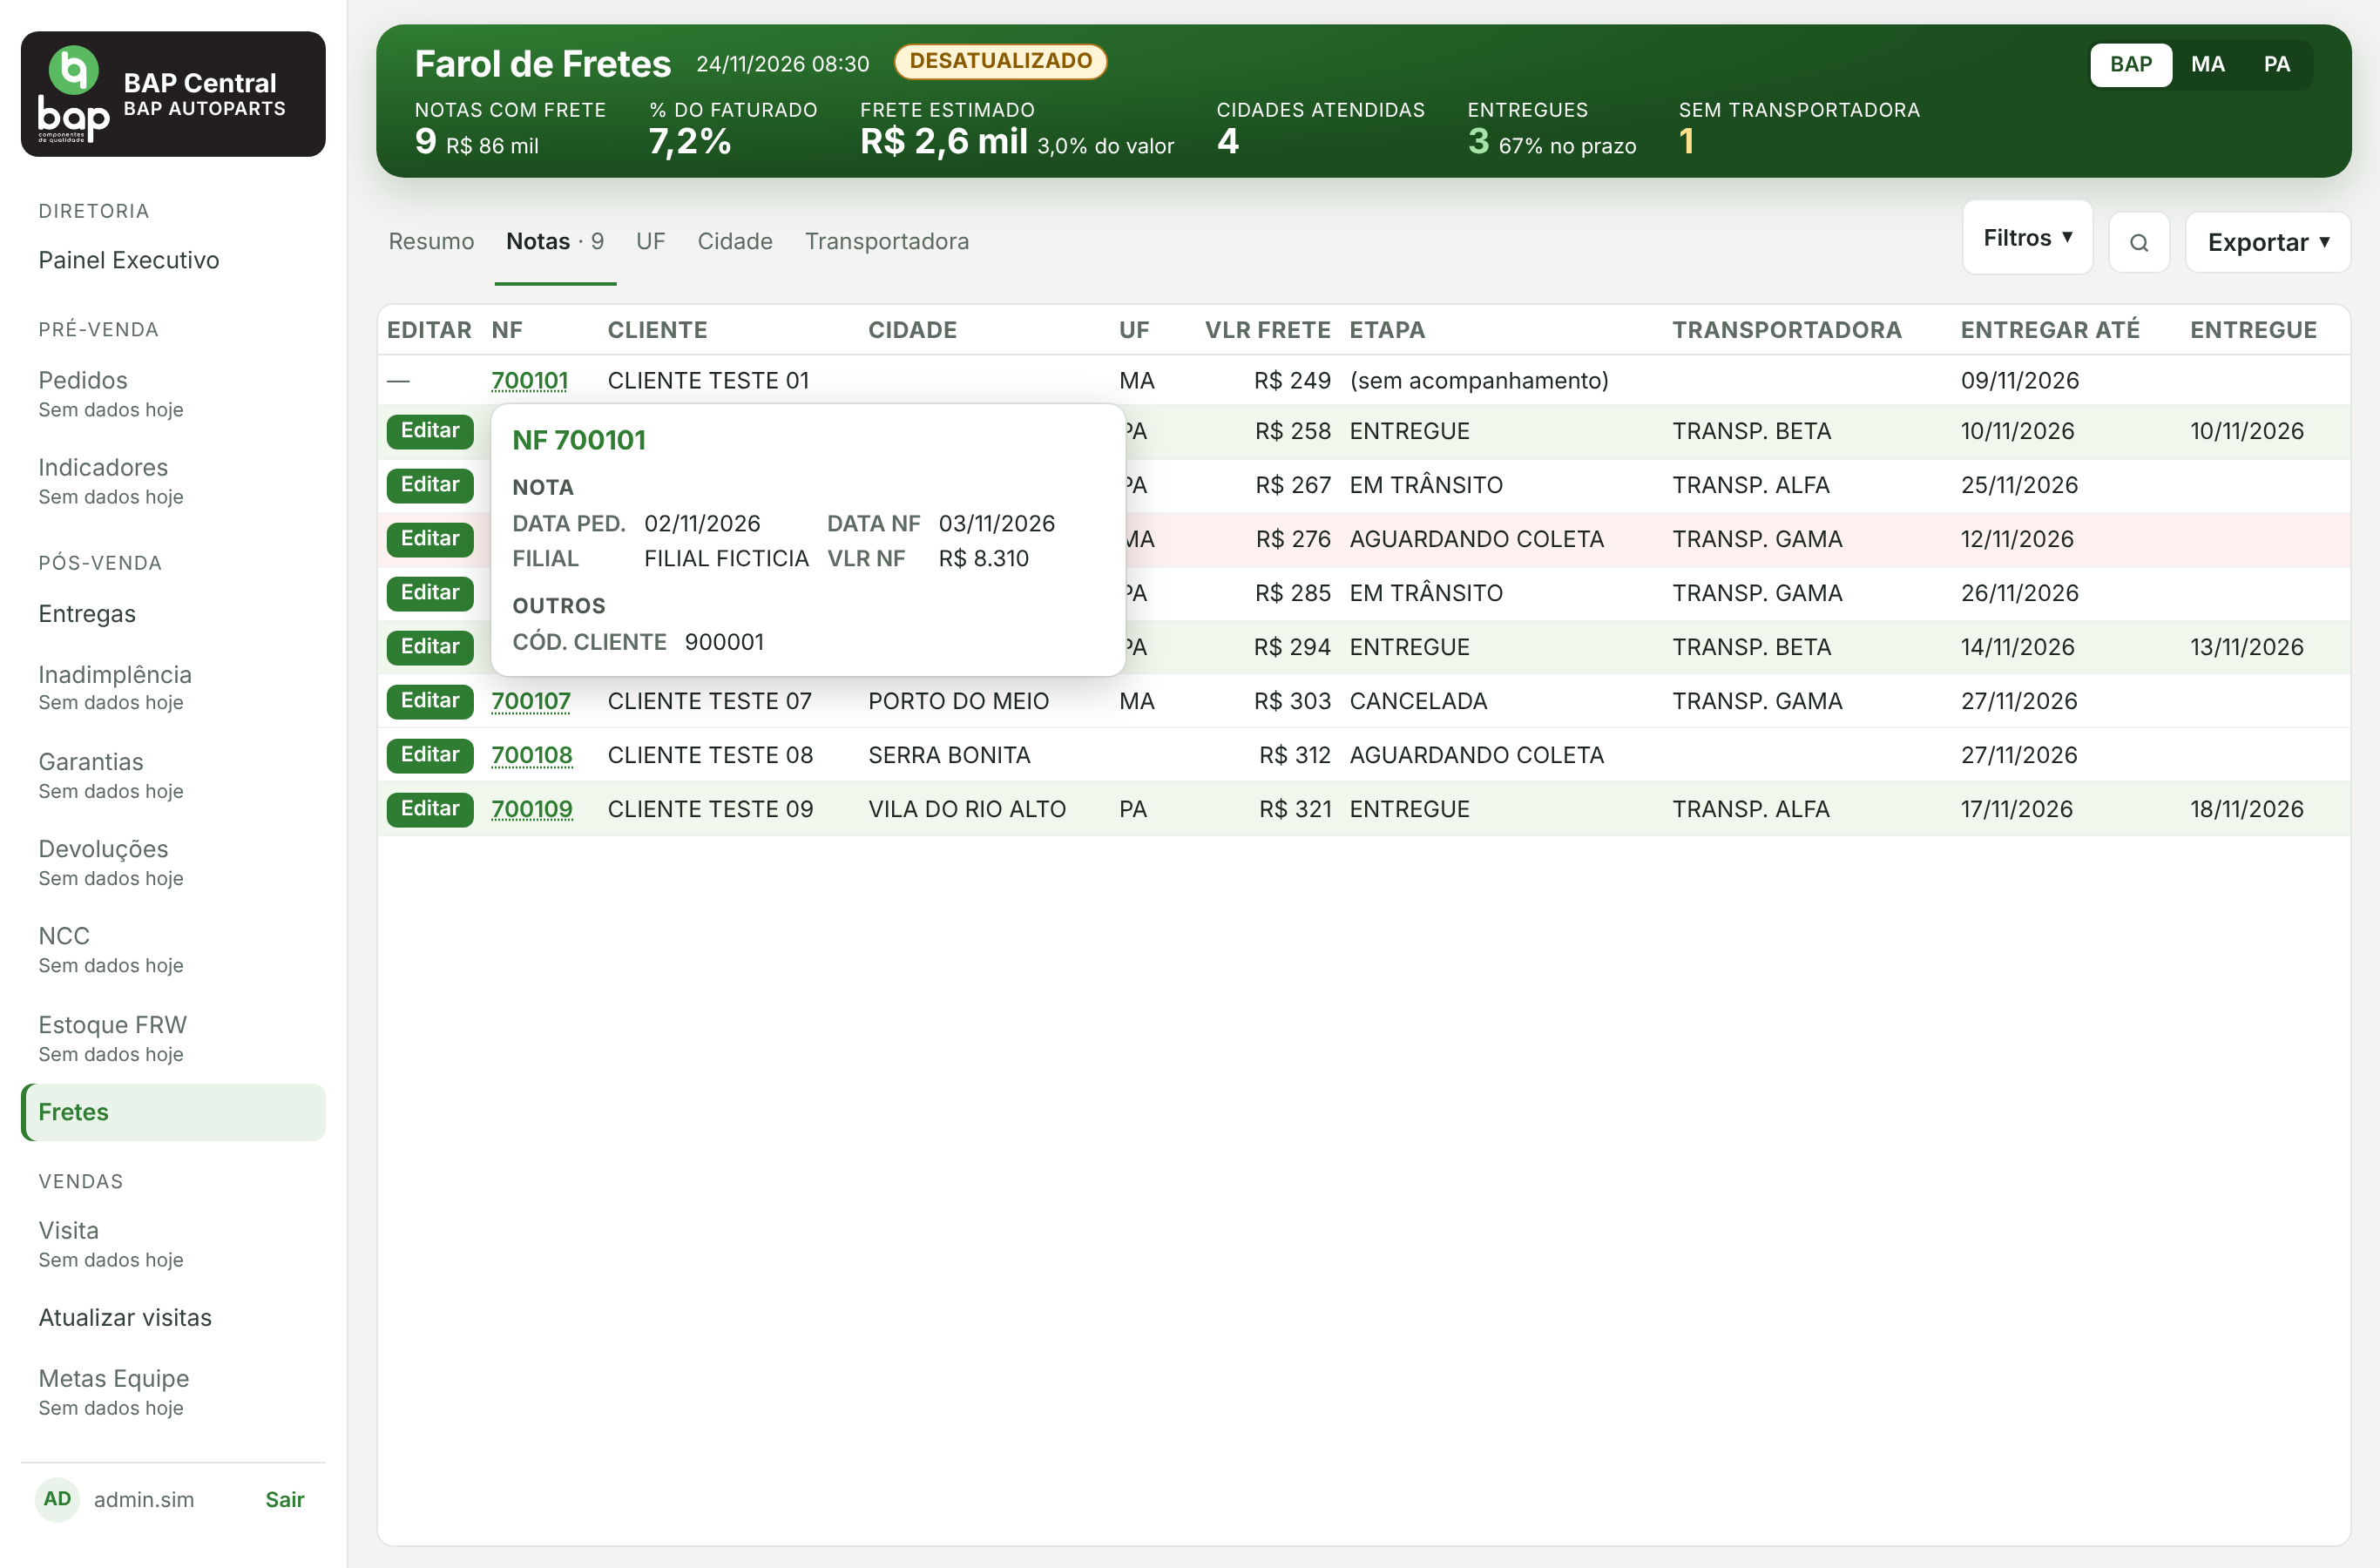 bap
componentes
de qualidade
BAP Central
BAP AUTOPARTS
DIRETORIA
Painel Executivo
PRÉ-VENDA
Pedidos
Sem dados hoje
Indicadores
Sem dados hoje
PÓS-VENDA
Entregas
Inadimplência
Sem dados hoje
Garantias
Sem dados hoje
Devoluções
Sem dados hoje
NCC
Sem dados hoje
Estoque FRW
Sem dados hoje
Fretes
VENDAS
Visita
Sem dados hoje
Atualizar visitas
Metas Equipe
Sem dados hoje
AD admin.sim Sair
Farol de Fretes 24/11/2026 08:30 DESATUALIZADO BAP MA PA
NOTAS COM FRETE % DO FATURADO FRETE ESTIMADO CIDADES ATENDIDAS ENTREGUES SEM TRANSPORTADORA
9 R$ 86 mil 7,2% R$ 2,6 mil 3,0% do valor 4 3 67% no prazo 1
Resumo Notas · 9 UF Cidade Transportadora Filtros ▾ Exportar ▾
EDITAR NF CLIENTE CIDADE UF VLR FRETE ETAPA TRANSPORTADORA ENTREGAR ATÉ ENTREGUE
— 700101 CLIENTE TESTE 01 MA R$ 249 (sem acompanhamento) 09/11/2026
Editar PA R$ 258 ENTREGUE TRANSP. BETA 10/11/2026 10/11/2026
Editar PA R$ 267 EM TRÂNSITO TRANSP. ALFA 25/11/2026
Editar MA R$ 276 AGUARDANDO COLETA TRANSP. GAMA 12/11/2026
Editar PA R$ 285 EM TRÂNSITO TRANSP. GAMA 26/11/2026
Editar PA R$ 294 ENTREGUE TRANSP. BETA 14/11/2026 13/11/2026
Editar 700107 CLIENTE TESTE 07 PORTO DO MEIO MA R$ 303 CANCELADA TRANSP. GAMA 27/11/2026
Editar 700108 CLIENTE TESTE 08 SERRA BONITA R$ 312 AGUARDANDO COLETA 27/11/2026
Editar 700109 CLIENTE TESTE 09 VILA DO RIO ALTO PA R$ 321 ENTREGUE TRANSP. ALFA 17/11/2026 18/11/2026
NF 700101
NOTA
DATA PED. 02/11/2026 DATA NF 03/11/2026
FILIAL FILIAL FICTICIA VLR NF R$ 8.310
OUTROS
CÓD. CLIENTE 900001